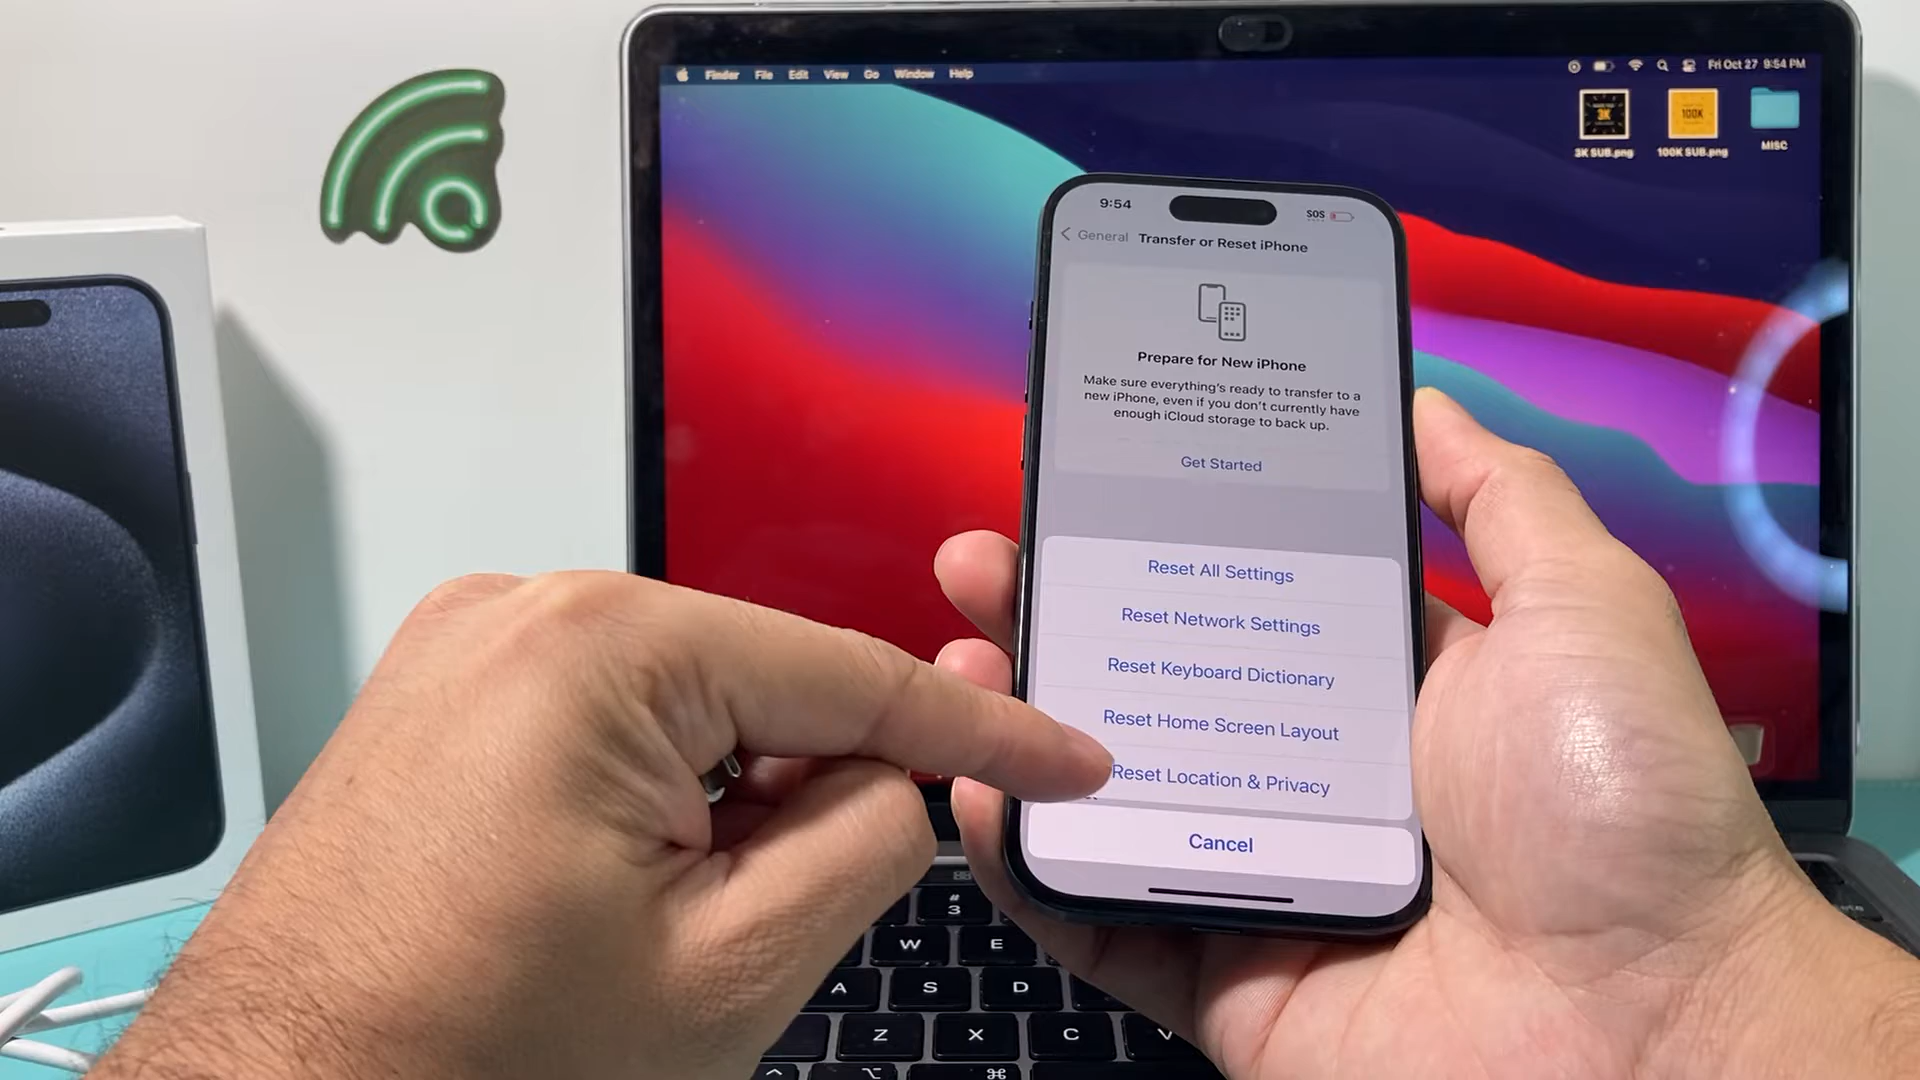 Finder File Edit View Go Window Help
Fri Oct 27 9:54 PM
3K
100K
3K SUB.png
100K SUB.png
MISC
9:54
SOS
General
Transfer or Reset iPhone
Prepare for New iPhone
Make sure everything's ready to transfer to a
new iPhone, even if you don't currently have
enough iCloud storage to back up.
Get Started
Reset All Settings
Reset Network Settings
Reset Keyboard Dictionary
Reset Home Screen Layout
Reset Location & Privacy
Cancel
#
3
W E
A S D
Z X C V